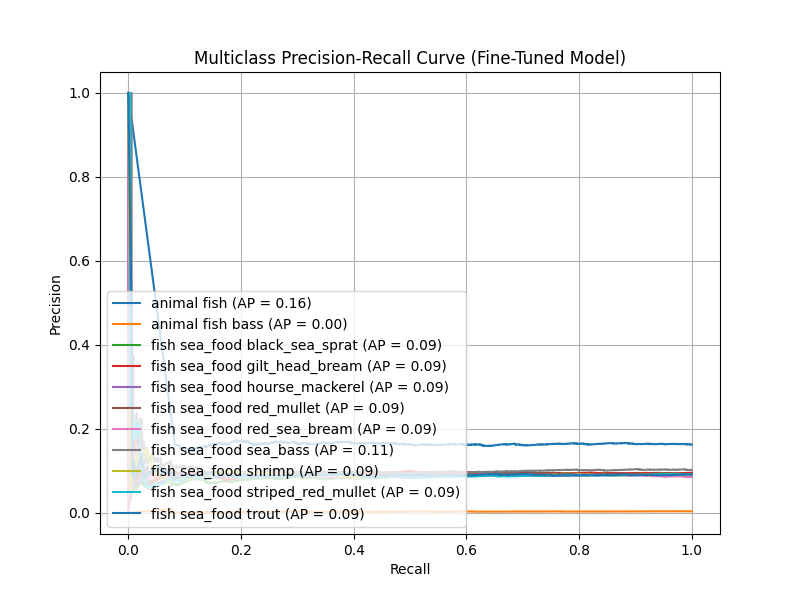 Multiclass Precision-Recall Curve (Fine-Tuned Model)
1.0
0.8
0.6
0.4
0.2
0.0
Precision
animal fish (AP = 0.16)
animal fish bass (AP = 0.00)
fish sea_food black_sea_sprat (AP = 0.09)
fish sea_food gilt_head_bream (AP = 0.09)
fish sea_food hourse_mackerel (AP = 0.09)
fish sea_food red_mullet (AP = 0.09)
fish sea_food red_sea_bream (AP = 0.09)
fish sea_food sea_bass (AP = 0.11)
fish sea_food shrimp (AP = 0.09)
fish sea_food striped_red_mullet (AP = 0.09)
fish sea_food trout (AP = 0.09)
0.0 0.2 0.4 0.6 0.8 1.0
Recall